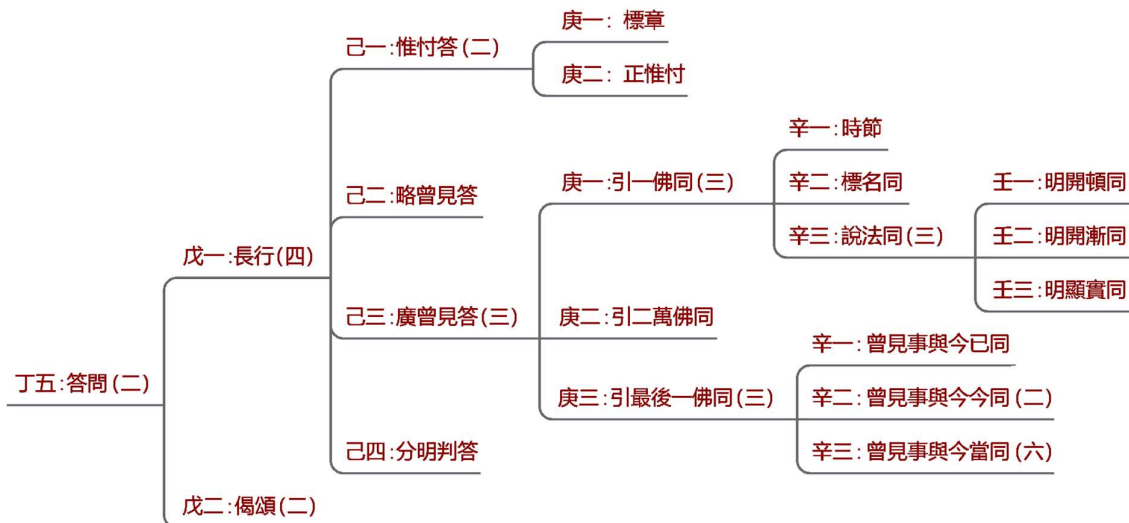 丁五：答問(二)
戊一：長行(四)
己一：惟忖答(二)
庚一：標章
庚二：正惟忖
己二：略曾見答
己三：廣曾見答(三)
庚一：引一佛同(三)
辛一：時節
辛二：標名同
辛三：說法同(三)
壬一：明開頓同
壬二：明開漸同
壬三：明顯實同
庚二：引二萬佛同
庚三：引最後一佛同(三)
辛一：曾見事與今已同
辛二：曾見事與今今同(二)
辛三：曾見事與今當同(六)
己四：分明判答
戊二：偈頌(二)